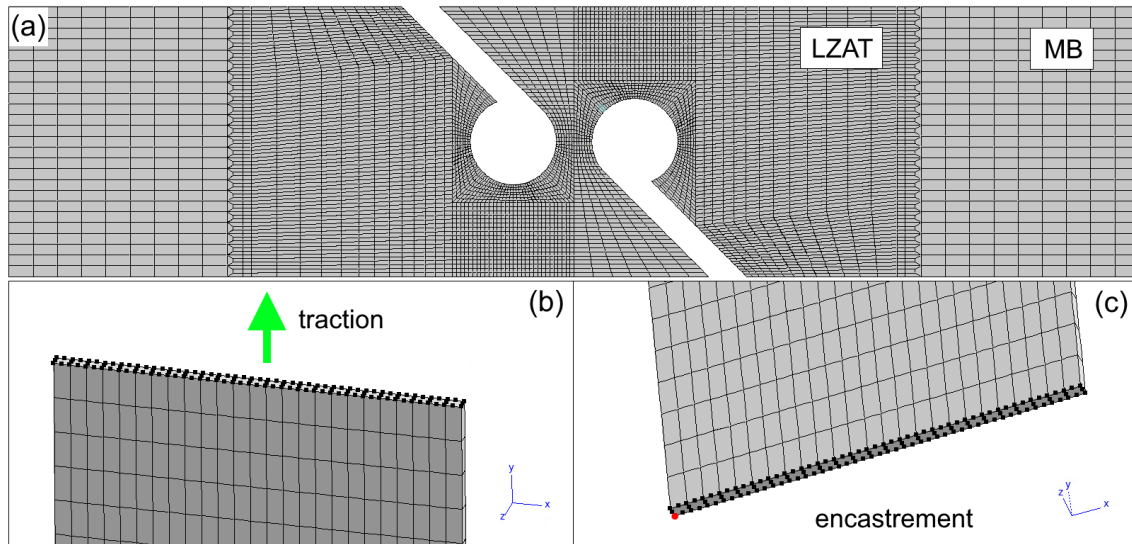 (a)
LZAT
MB
(b)
traction
y
z
x
(c)
encastrement
y
z
x